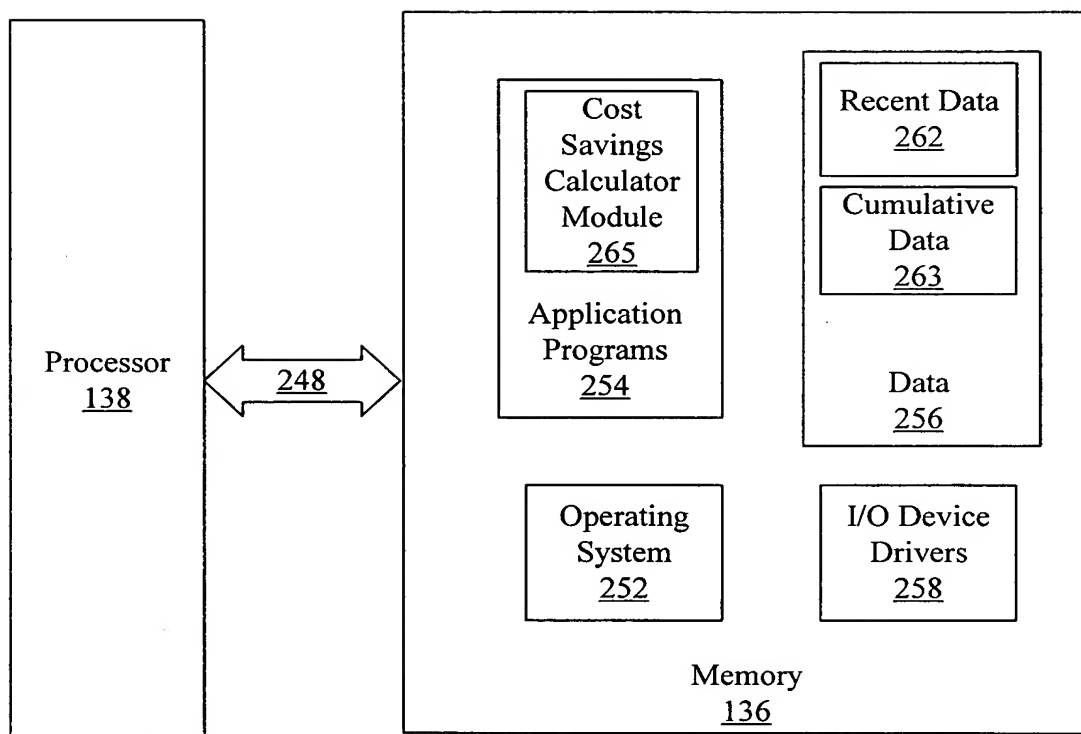 Processor
138
248
Cost
Savings
Calculator
Module
265
Application
Programs
254
Recent Data
262
Cumulative
Data
263
Data
256
Operating
System
252
I/O Device
Drivers
258
Memory
136